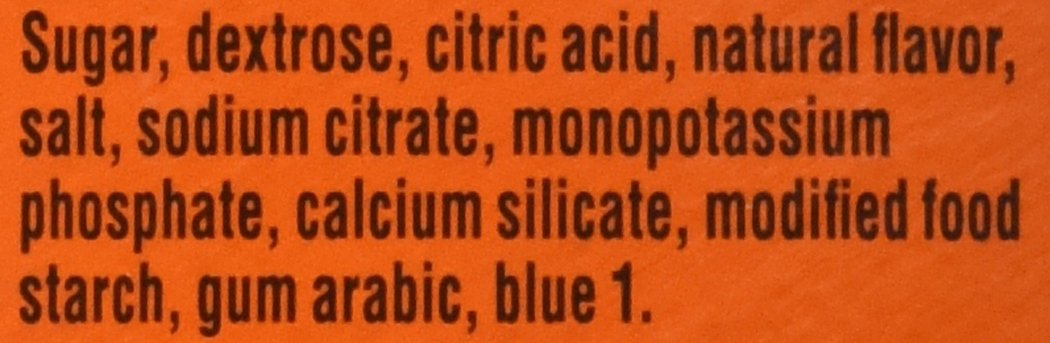 Sugar, dextrose, citric acid, natural flavor,
salt, sodium citrate, monopotassium
phosphate, calcium silicate, modified food
starch, gum arabic, blue 1.